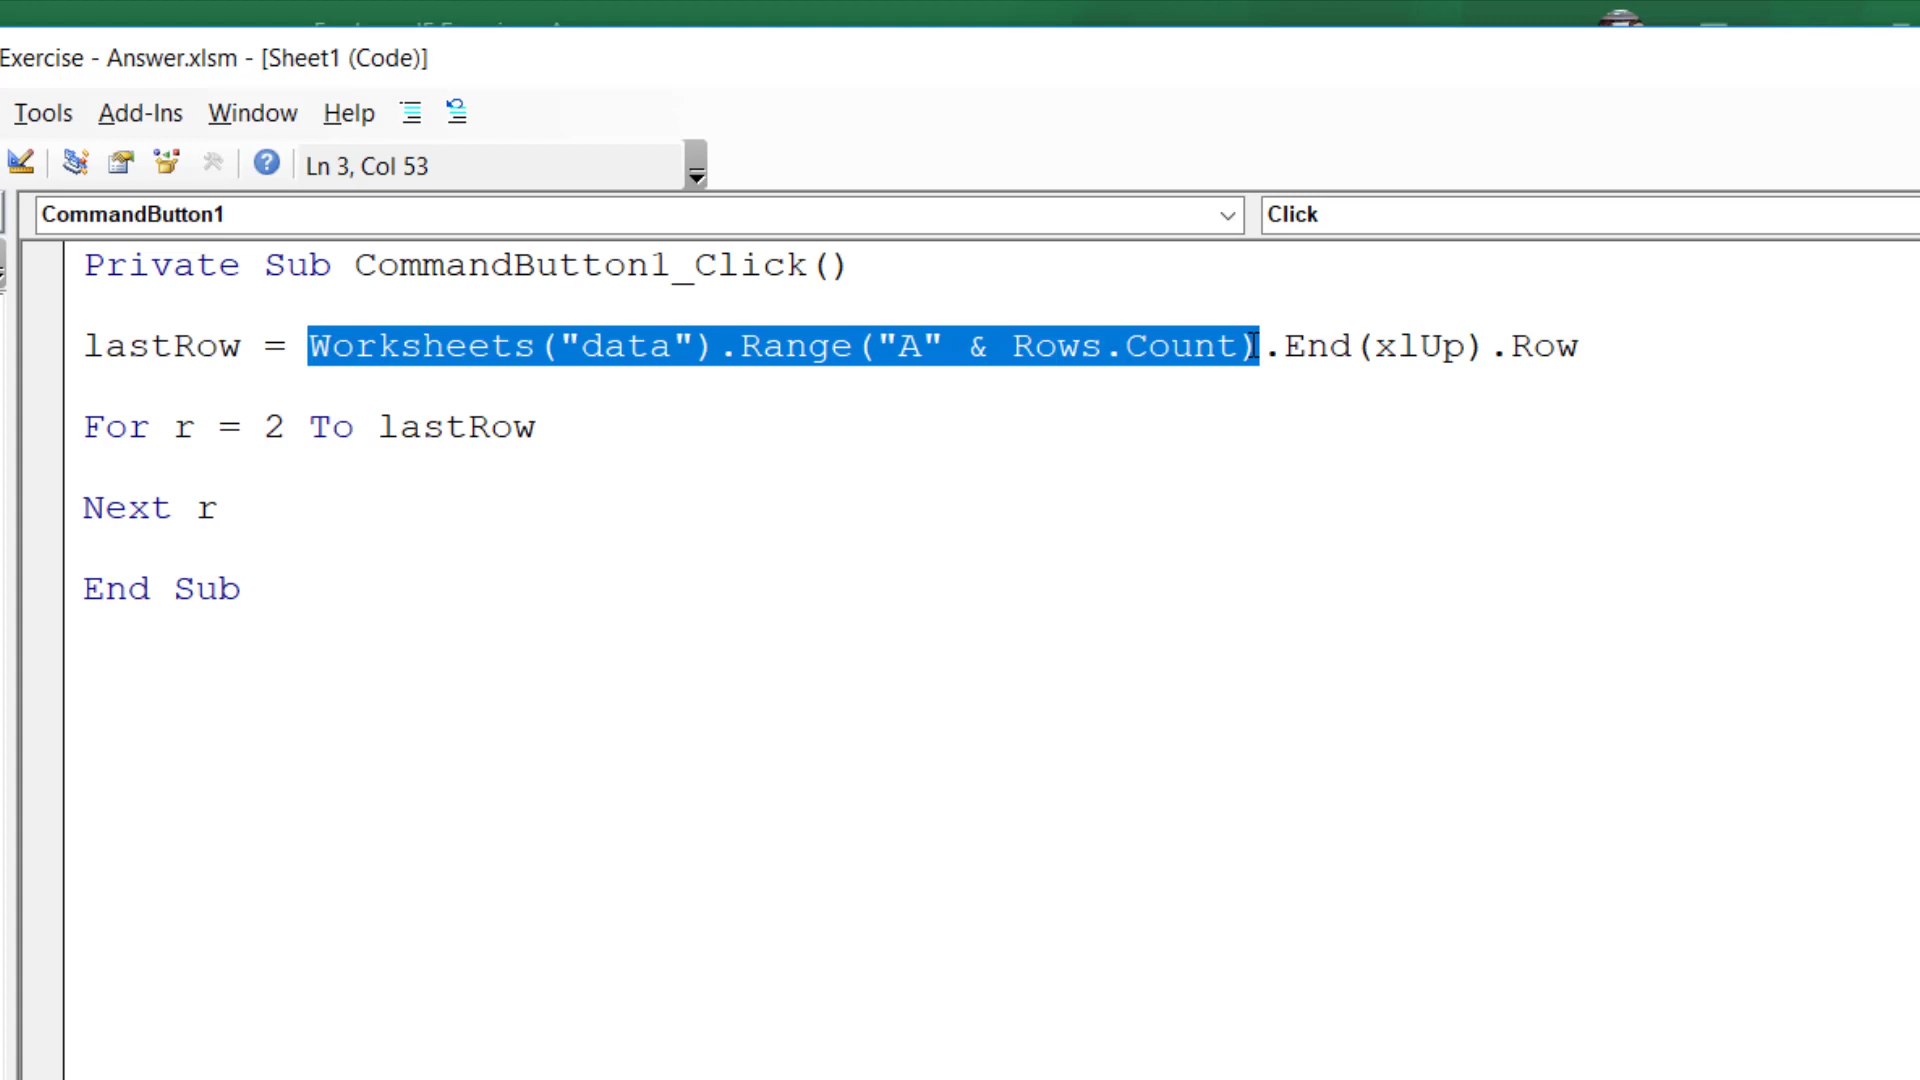 Exercise - Answer.xlsm - [Sheet1 (Code)]
Tools Add-Ins Window Help
Ln 3, Col 53
CommandButton1 Click
Private Sub CommandButton1_Click()
lastRow = Worksheets("data").Range("A" & Rows.Count).End(xlUp).Row
For r = 2 To lastRow
Next r
End Sub